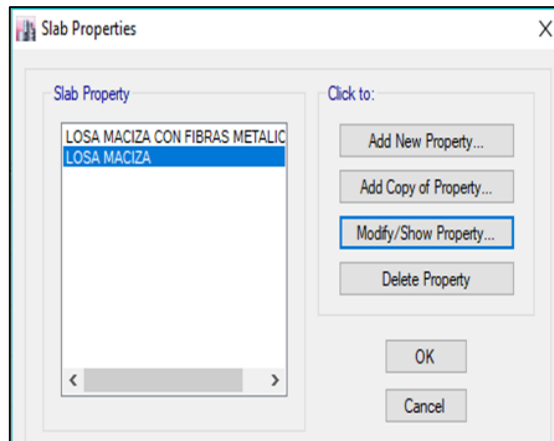 Slab Properties
X
Slab Property
LOSA MACIZA CON FIBRAS METALIC
LOSA MACIZA
Click to:
Add New Property...
Add Copy of Property...
Modify/Show Property...
Delete Property
OK
Cancel